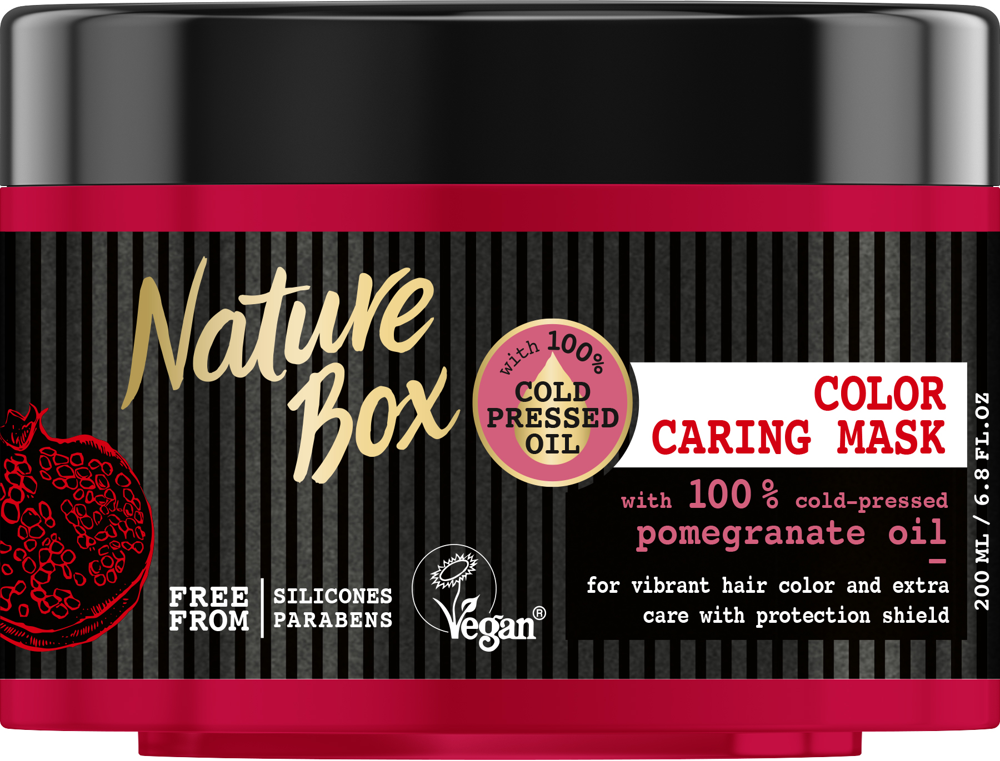 Nature
Box
with 100%
COLD
PRESSED
OIL
COLOR
CARING MASK
with 100 % cold-pressed
pomegranate oil
—
for vibrant hair color and extra
care with protection shield
200 ML / 6.8 FL.OZ
FREE
FROM
SILICONES
PARABENS
Vegan®